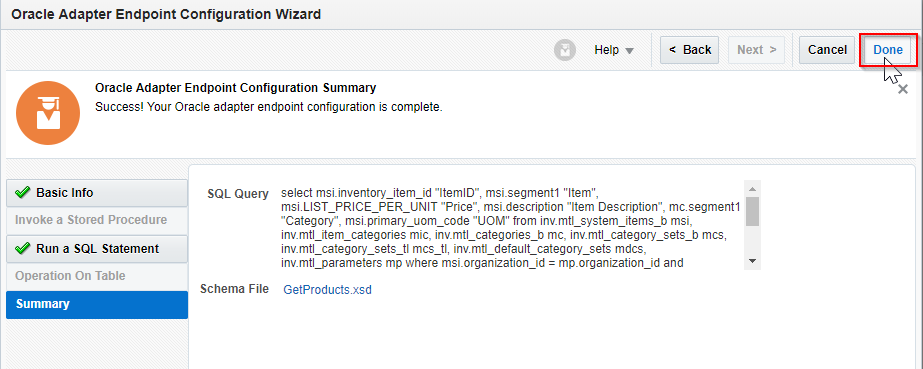 Oracle Adapter Endpoint Configuration Wizard
Help
< Back
Next >
Cancel
Done
Oracle Adapter Endpoint Configuration Summary
Success! Your Oracle adapter endpoint configuration is complete.
Basic Info
Invoke a Stored Procedure
Run a SQL Statement
Operation On Table
Summary
SQL Query
select msi.inventory_item_id "ItemID", msi.segment1 "Item",
msi.LIST_PRICE_PER_UNIT "Price", msi.description "Item Description", mc.segment1
"Category", msi.primary_uom_code "UOM" from inv.mtl_system_items_b msi,
inv.mtl_item_categories mic, inv.mtl_categories_b mc, inv.mtl_category_sets_b mcs,
inv.mtl_category_sets_tl mcs_tl, inv.mtl_default_category_sets mdcs,
inv.mtl_parameters mp where msi.organization_id = mp.organization_id and
Schema File
GetProducts.xsd